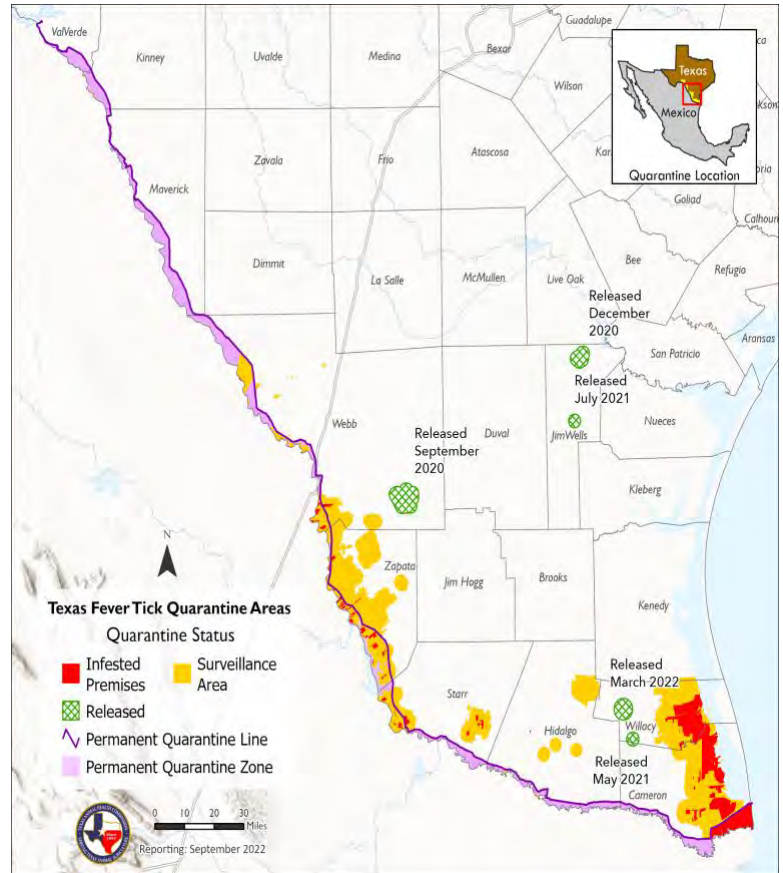 ValVerde
Kinney
Uvalde
Medina
Bexar
Guadalupe
Wilson
Texas
Mexico
Quarantine Location
Maverick
Zavala
Frio
Atascosa
Goliad
Calhoun
Dimmit
La Salle
McMullen
Live Oak
Bee
Refugio
Aransas
Released
December
2020
San Patricio
Released
July 2021
Webb
Duval
JimWells
Nueces
Released
September
2020
Kleberg
N
Zapata
Jim Hogg
Brooks
Kenedy
Texas Fever Tick Quarantine Areas
Quarantine Status
Infested
Premises
Surveillance
Area
Released
Permanent Quarantine Line
Permanent Quarantine Zone
Starr
Hidalgo
Released
March 2022
Willacy
Released
May 2021
Cameron
0 10 20 30
Miles
Reporting: September 2022